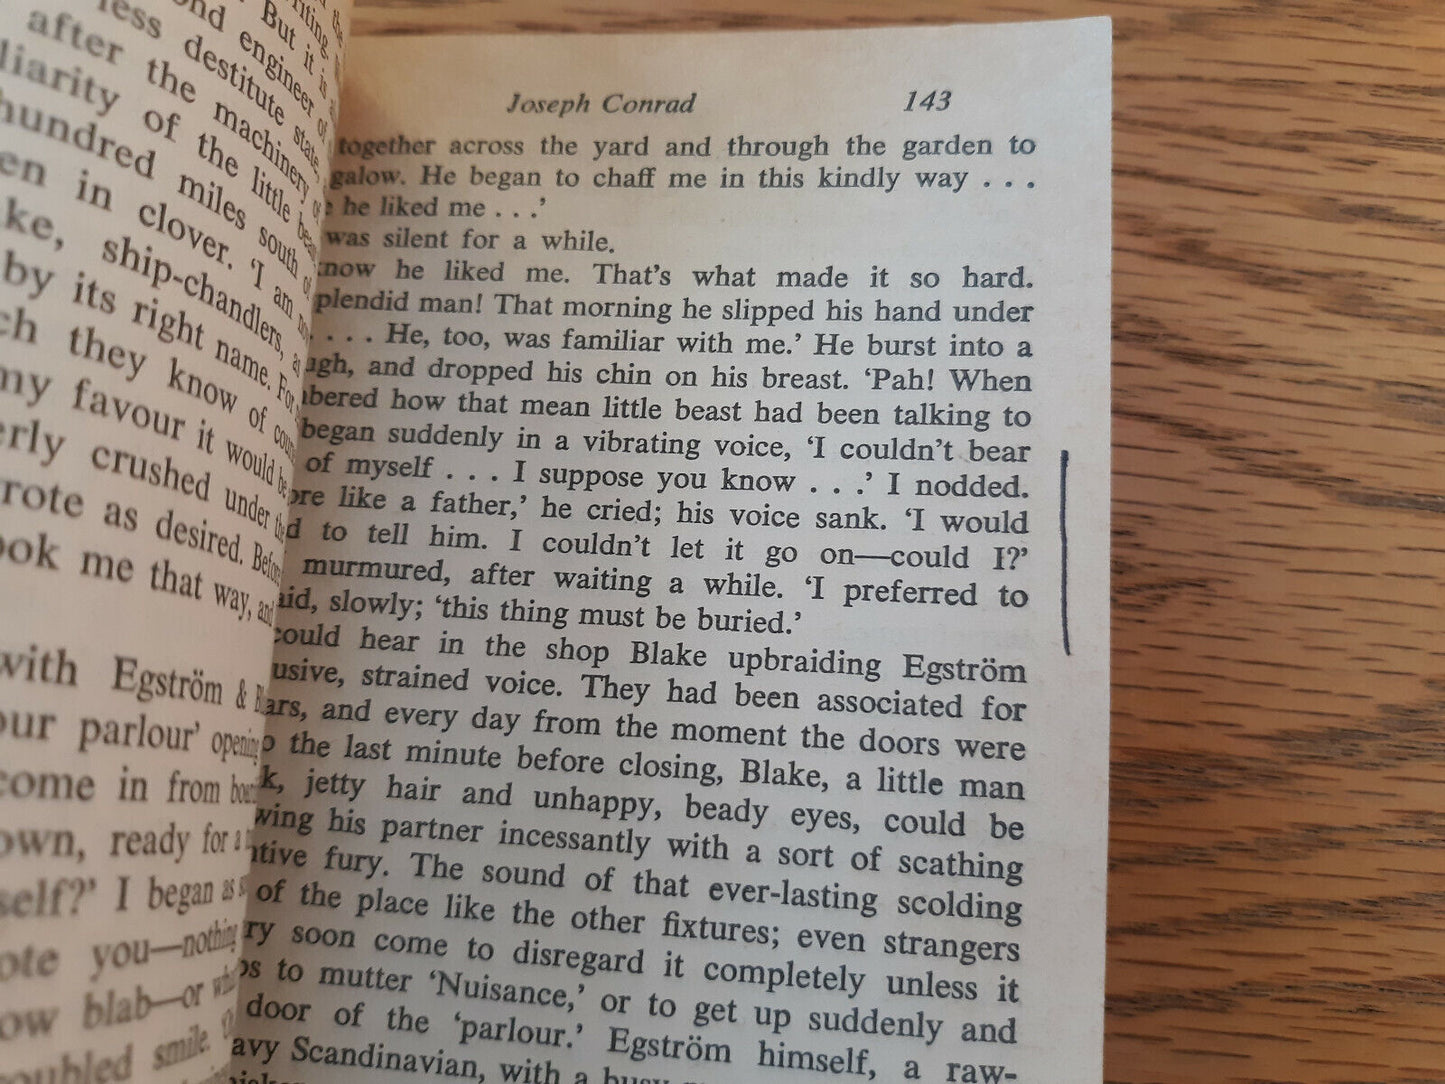 less destitute state,
after the machinery of
liarity of the little beast
hundred miles south of
en in clover. 'I am
ke, ship-chandlers,
by its right name. For
ch they know of
my favour it would be
erly crushed under the
rote as desired. Before
ook me that way, and
with Egström &
our parlour' opening
come in from
own, ready for a
self?' I began as
ote you—nothing
ow blab—or
roubled smile.
Joseph Conrad 143
together across the yard and through the garden to
galow. He began to chaff me in this kindly way . . .
he liked me . . .'
was silent for a while.
now he liked me. That's what made it so hard.
plendid man! That morning he slipped his hand under
. . . . He, too, was familiar with me.' He burst into a
ugh, and dropped his chin on his breast. 'Pah! When
bered how that mean little beast had been talking to
began suddenly in a vibrating voice, 'I couldn't bear
of myself . . . I suppose you know . . .' I nodded.
ore like a father,' he cried; his voice sank. 'I would
d to tell him. I couldn't let it go on—could I?'
murmured, after waiting a while. 'I preferred to
aid, slowly; 'this thing must be buried.'
could hear in the shop Blake upbraiding Egström
usive, strained voice. They had been associated for
ars, and every day from the moment the doors were
o the last minute before closing, Blake, a little man
k, jetty hair and unhappy, beady eyes, could be
wing his partner incessantly with a sort of scathing
ntive fury. The sound of that ever-lasting scolding
of the place like the other fixtures; even strangers
ry soon come to disregard it completely unless it
ps to mutter 'Nuisance,' or to get up suddenly and
door of the 'parlour.' Egström himself, a raw-
avy Scandinavian, with a busy